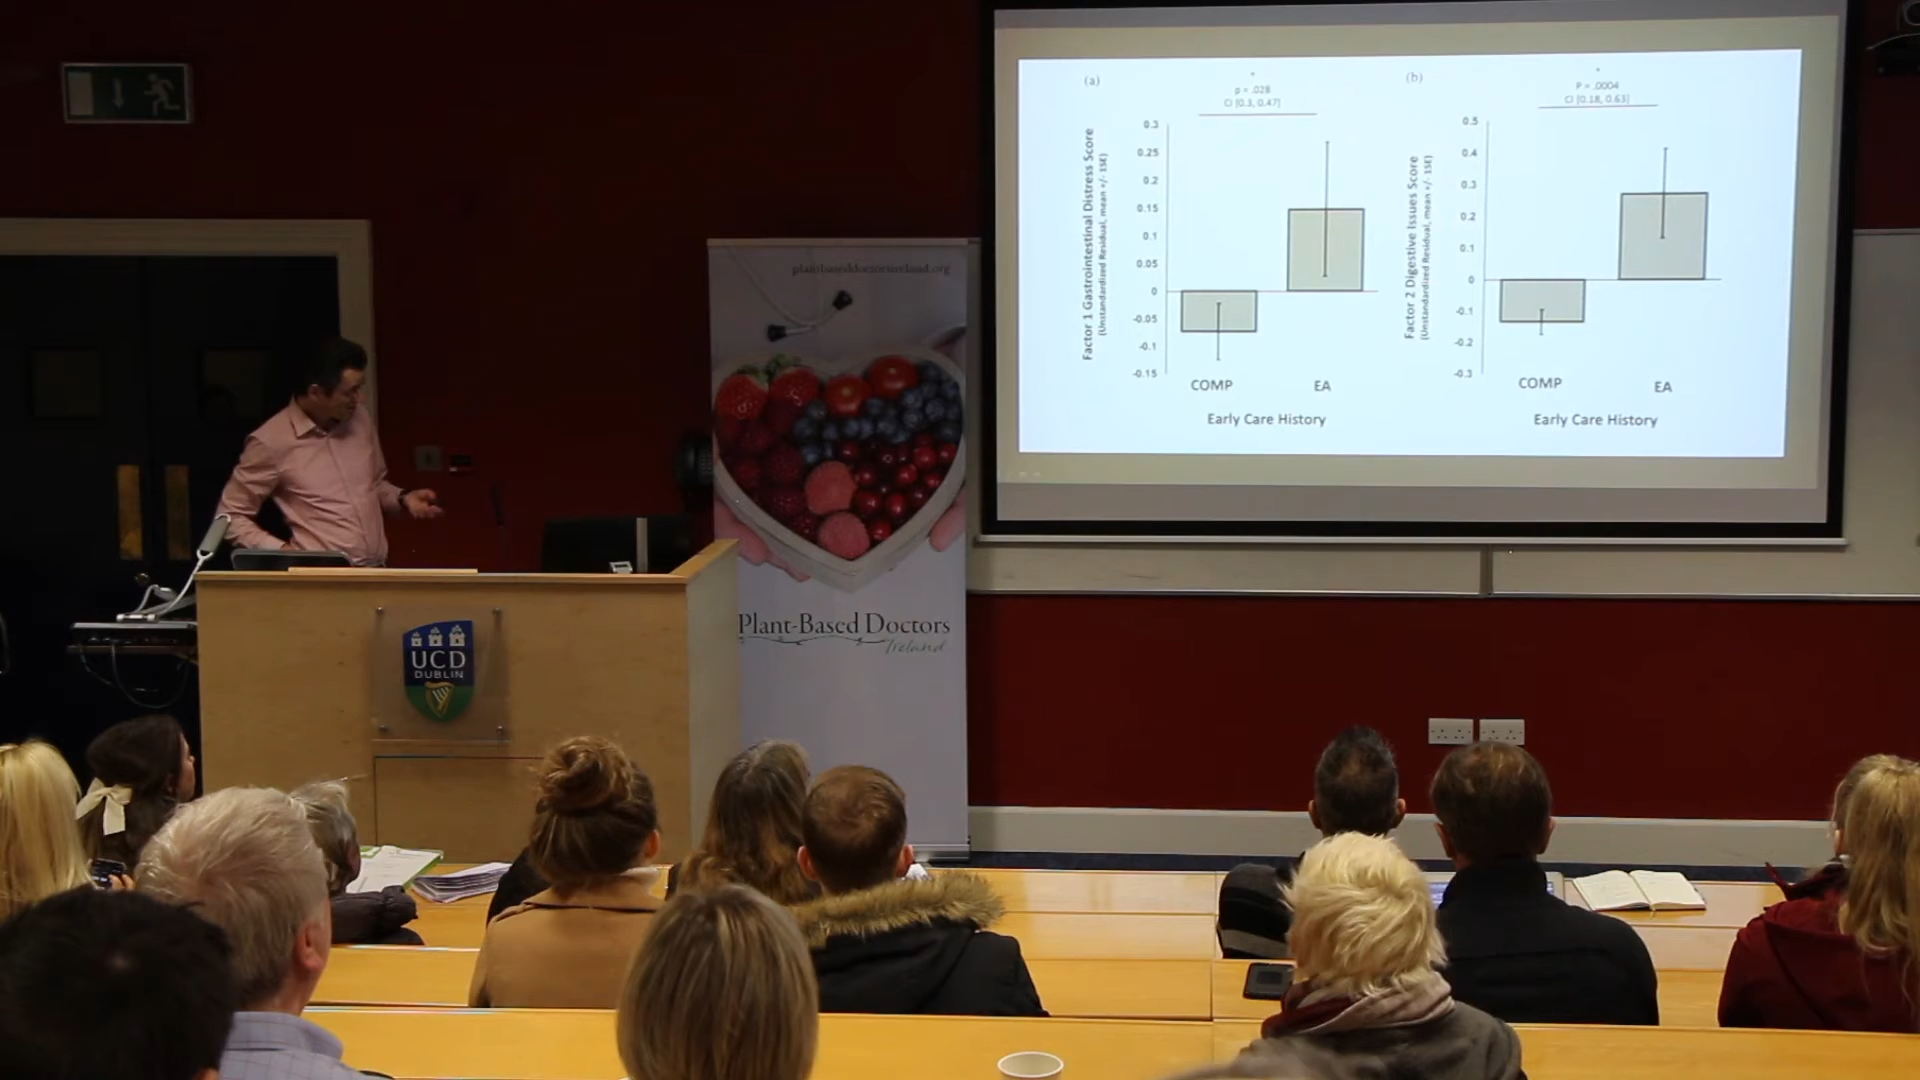 (a)
*
p = .028
CI [0.3, 0.47]
Factor 1 Gastrointestinal Distress Score
(Unstandardized Residual, mean +/- 1SE)
0.3
0.25
0.2
0.15
0.1
0.05
0
-0.05
-0.1
-0.15
COMP EA
Early Care History
(b)
*
P = .0004
CI [0.18, 0.63]
Factor 2 Digestive Issues Score
(Unstandardized Residual, mean +/- 1SE)
0.5
0.4
0.3
0.2
0.1
0
-0.1
-0.2
-0.3
COMP EA
Early Care History
plantbaseddoctorsireland.org
Plant-Based Doctors
Ireland
UCD
DUBLIN